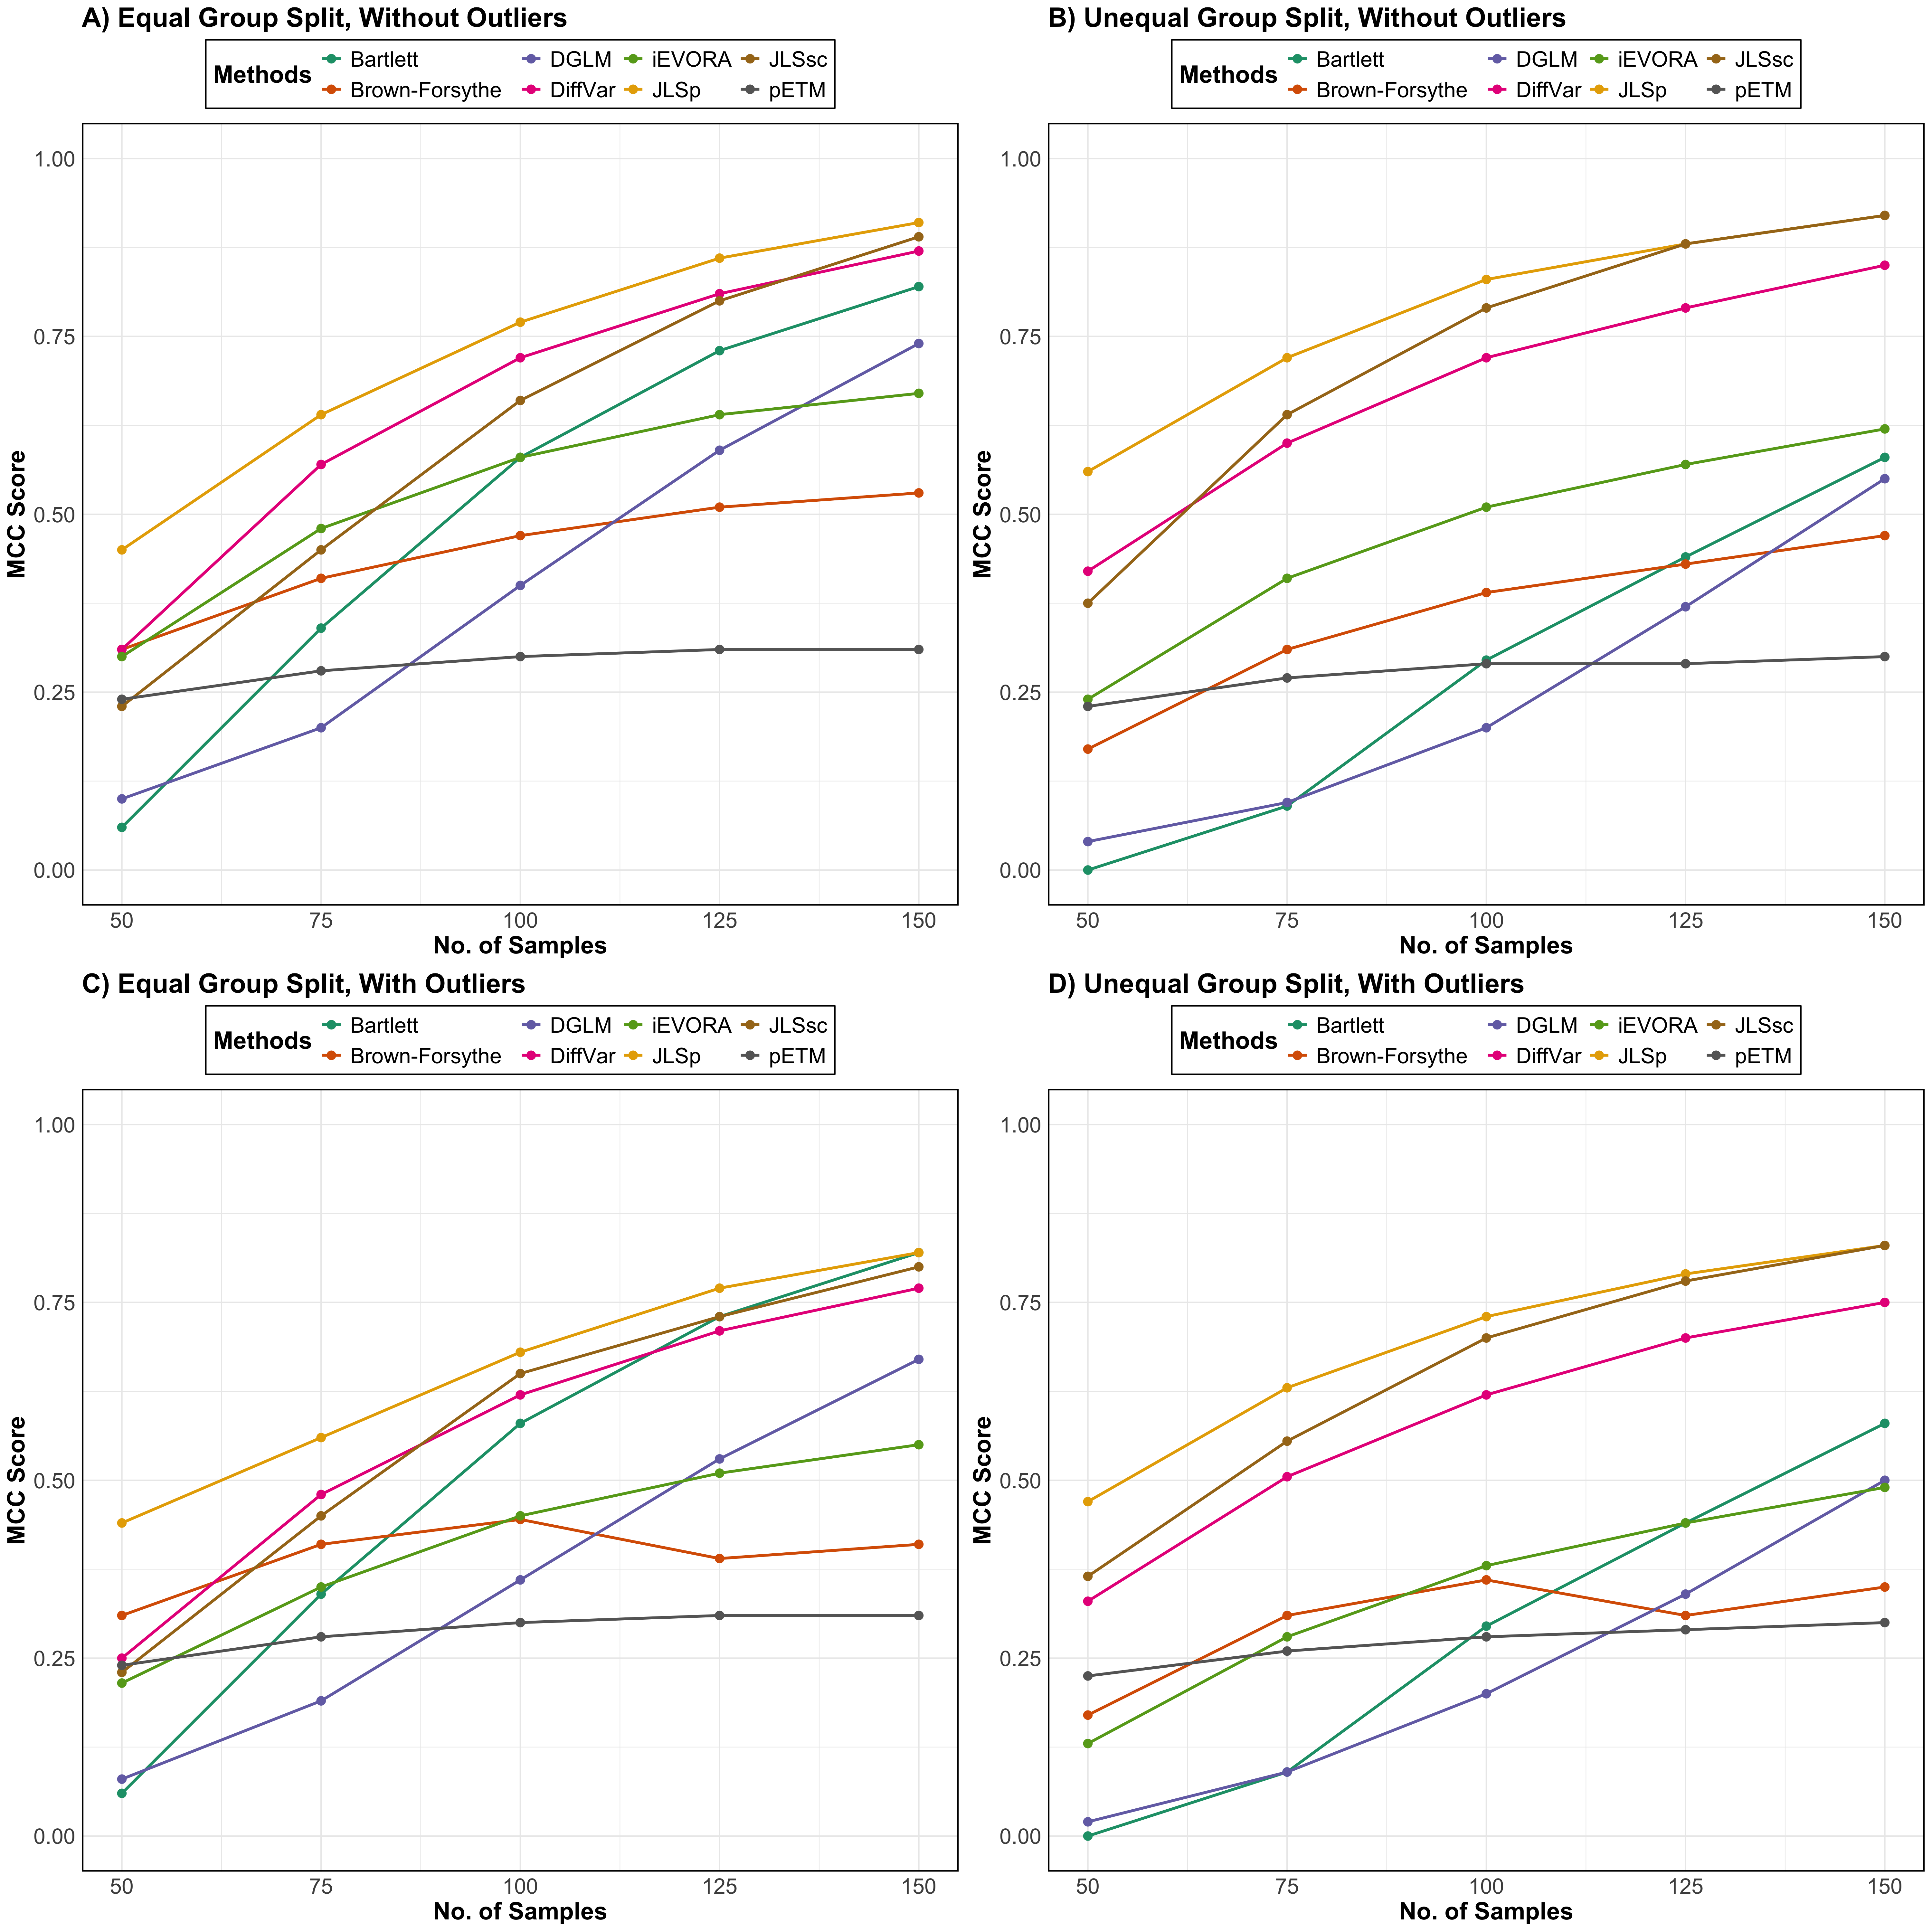 A) Equal Group Split, Without Outliers
Methods
Bartlett
DGLM
iEVORA
JLSsc
Brown-Forsythe
DiffVar
JLSp
pETM
MCC Score
1.00
0.75
0.50
0.25
0.00
50 75 100 125 150
No. of Samples
B) Unequal Group Split, Without Outliers
Methods
Bartlett
DGLM
iEVORA
JLSsc
Brown-Forsythe
DiffVar
JLSp
pETM
MCC Score
1.00
0.75
0.50
0.25
0.00
50 75 100 125 150
No. of Samples
C) Equal Group Split, With Outliers
Methods
Bartlett
DGLM
iEVORA
JLSsc
Brown-Forsythe
DiffVar
JLSp
pETM
MCC Score
1.00
0.75
0.50
0.25
0.00
50 75 100 125 150
No. of Samples
D) Unequal Group Split, With Outliers
Methods
Bartlett
DGLM
iEVORA
JLSsc
Brown-Forsythe
DiffVar
JLSp
pETM
MCC Score
1.00
0.75
0.50
0.25
0.00
50 75 100 125 150
No. of Samples